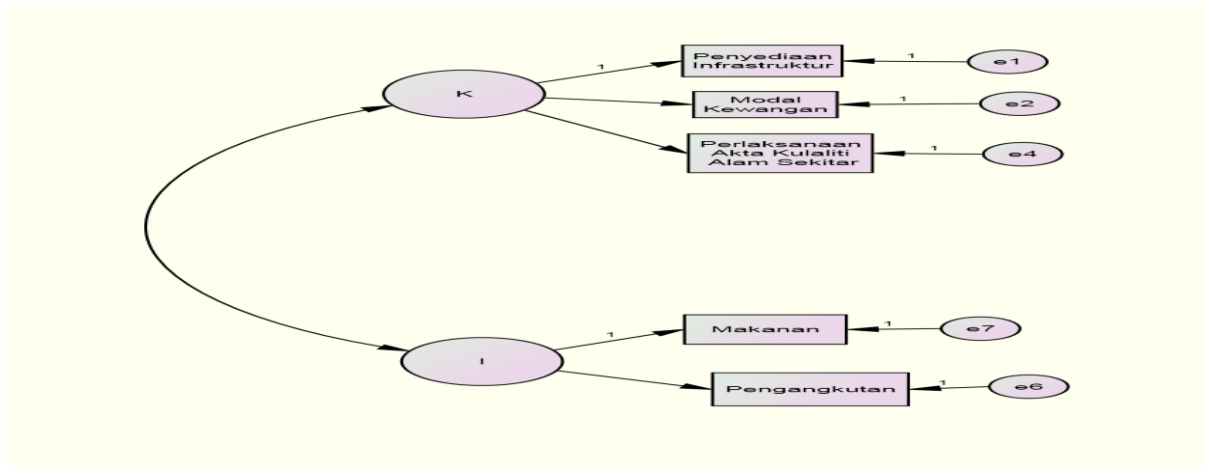 K
1
Penyediaan
Infrastruktur
1
e1
Modal
Kewangan
1
e2
Perlaksanaan
Akta Kulaliti
Alam Sekitar
1
e4
I
1
Makanan
1
e7
Pengangkutan
1
e6